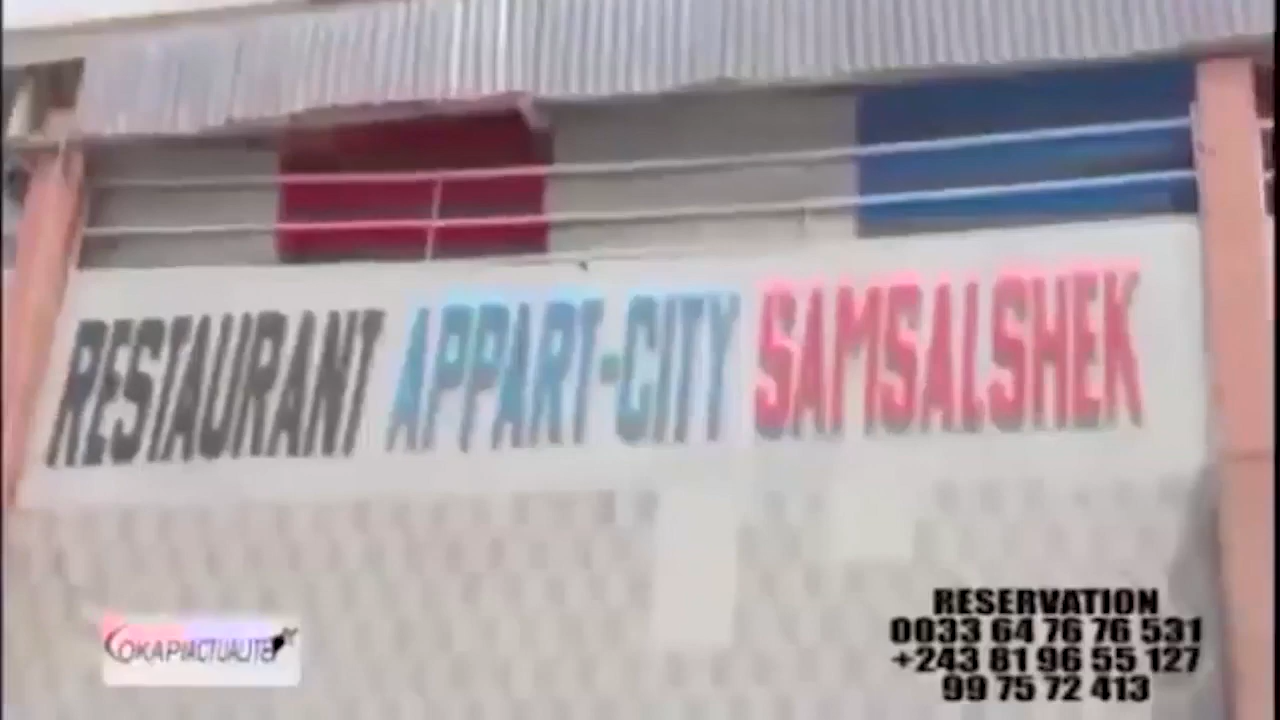 RESTAURANT APPART-CITY SAMSALSHEK
OKAPIACTUALITE
RESERVATION
0033 64 76 76 531
+243 81 96 55 127
99 75 72 413